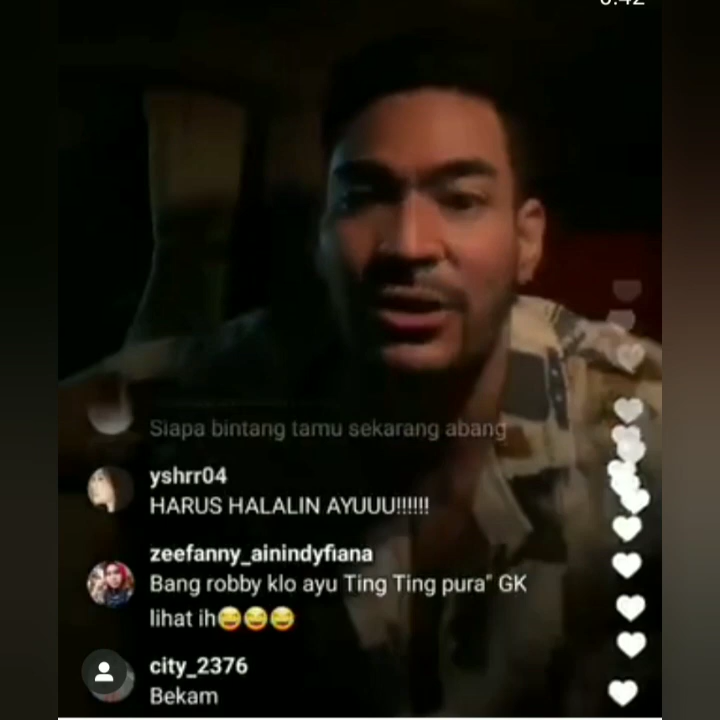 Siapa bintang tamu sekarang abang
yshrr04
HARUS HALALIN AYUUU!!!!!!
zeefanny_ainindyfiana
Bang robby klo ayu Ting Ting pura" GK
lihat ih😂😂😂
city_2376
Bekam